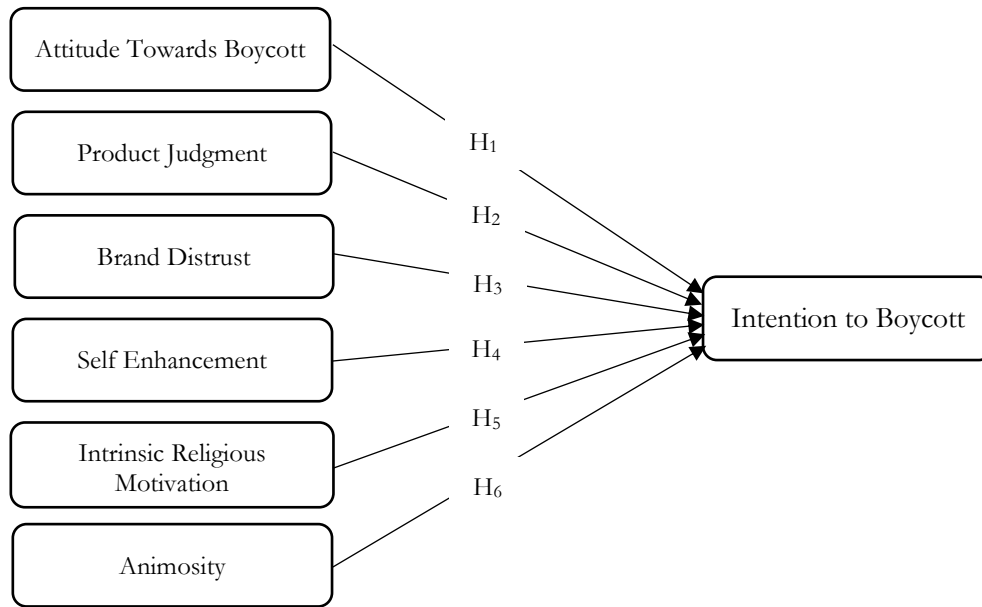 Attitude Towards Boycott
Product Judgment
Brand Distrust
Self Enhancement
Intrinsic Religious
Motivation
Animosity
H₁
H₂
H₃
H₄
H₅
H₆
Intention to Boycott